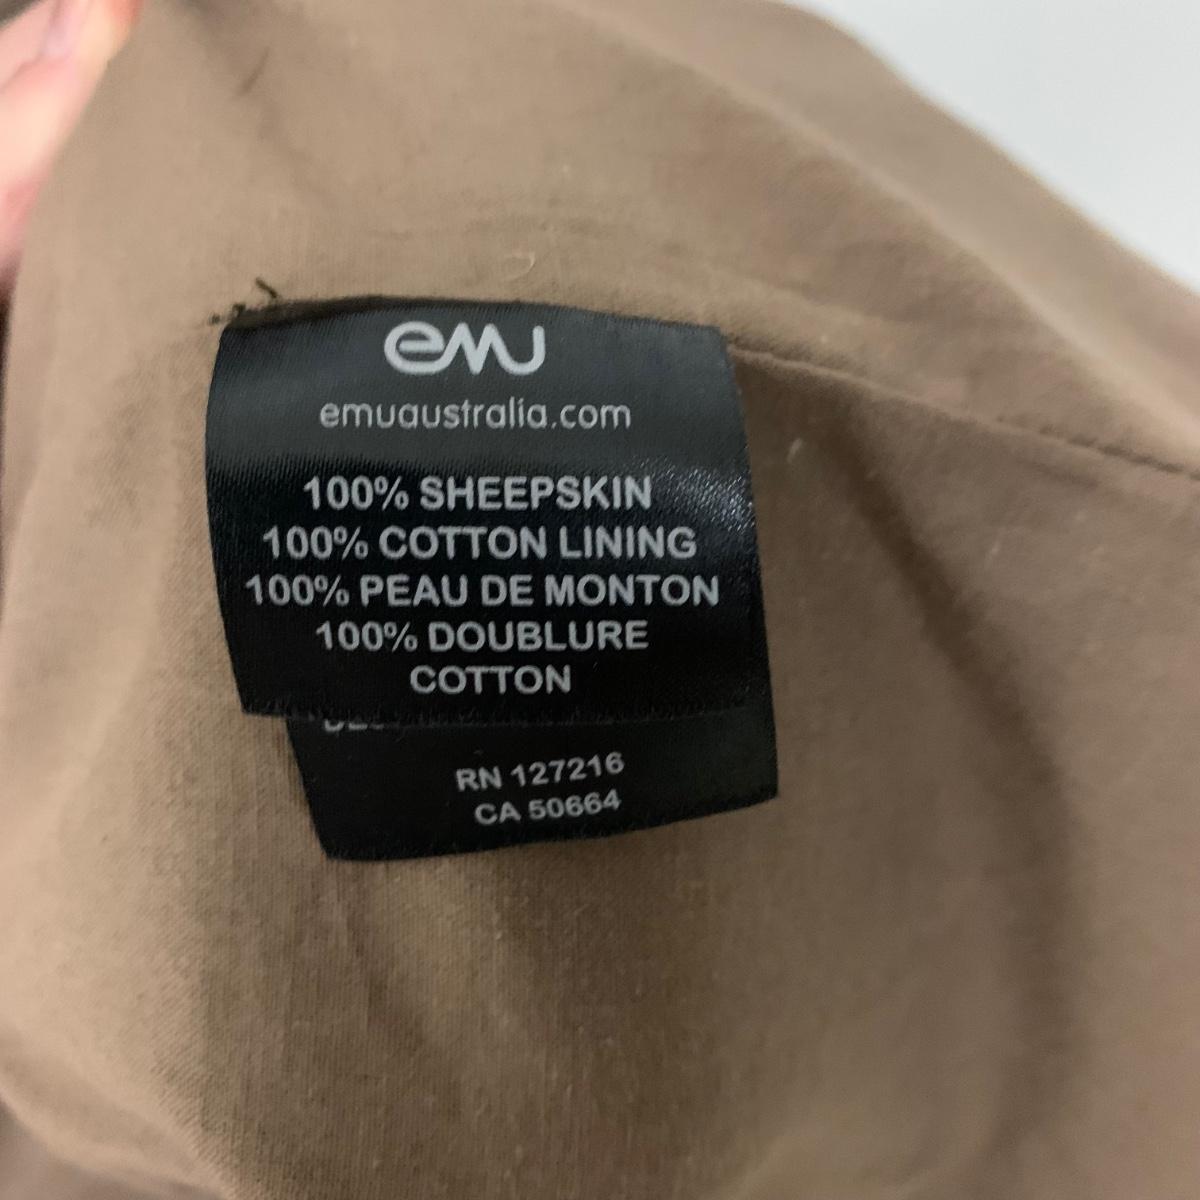 emu
emuaustralia.com
100% SHEEPSKIN
100% COTTON LINING
100% PEAU DE MONTON
100% DOUBLURE
COTTON
RN 127216
CA 50664